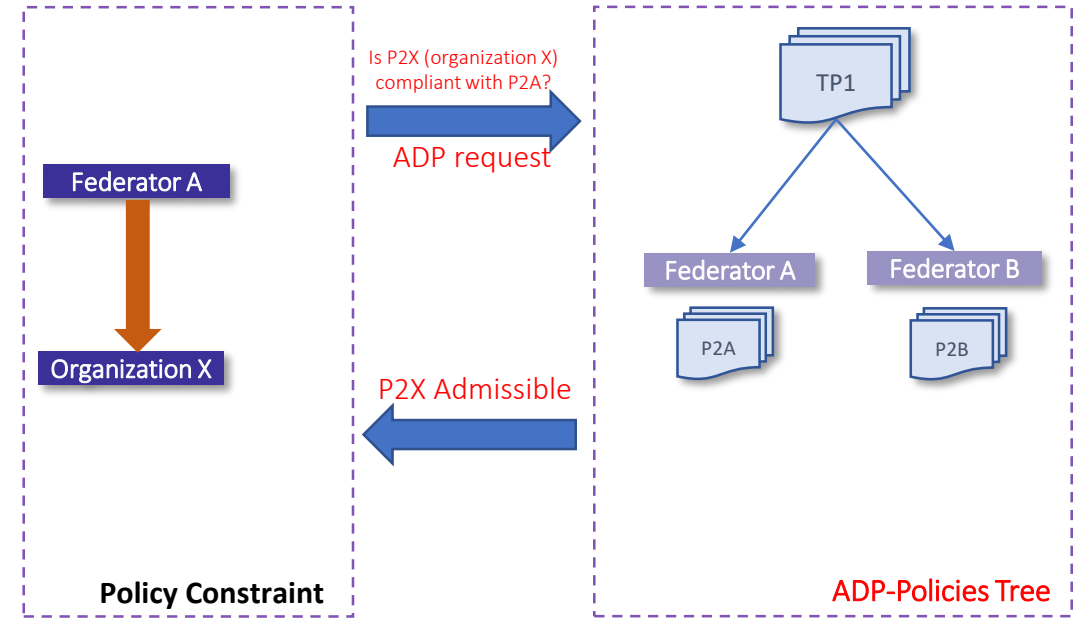 Is P2X (organization X)
compliant with P2A?
ADP request
TP1
Federator A
Organization X
Federator A
Federator B
P2A
P2B
P2X Admissible
Policy Constraint
ADP-Policies Tree